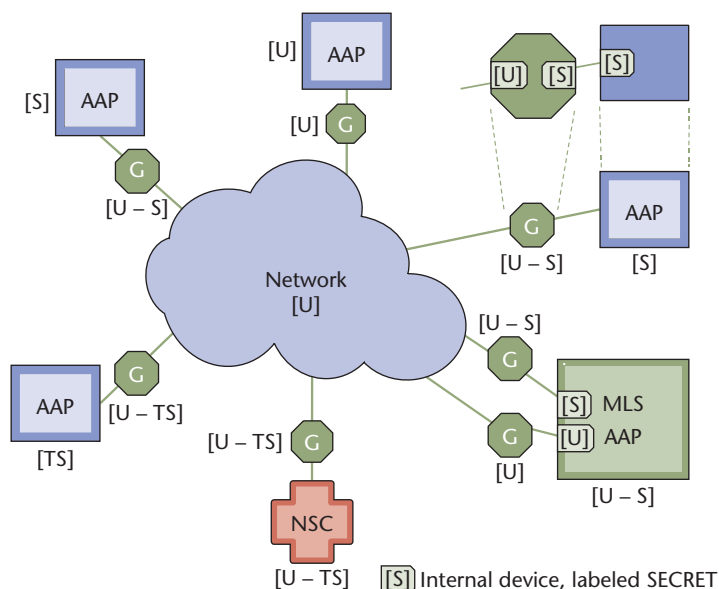 [U]
AAP
[U]
G
[S]
AAP
G
[U – S]
[U]
[S]
[S]
G
[U – S]
AAP
[S]
Network
[U]
[U – S]
G
[S]
MLS
[U]
AAP
G
[U]
[U – S]
AAP
[TS]
G
[U – TS]
[U – TS]
G
NSC
[U – TS]
[S] Internal device, labeled SECRET